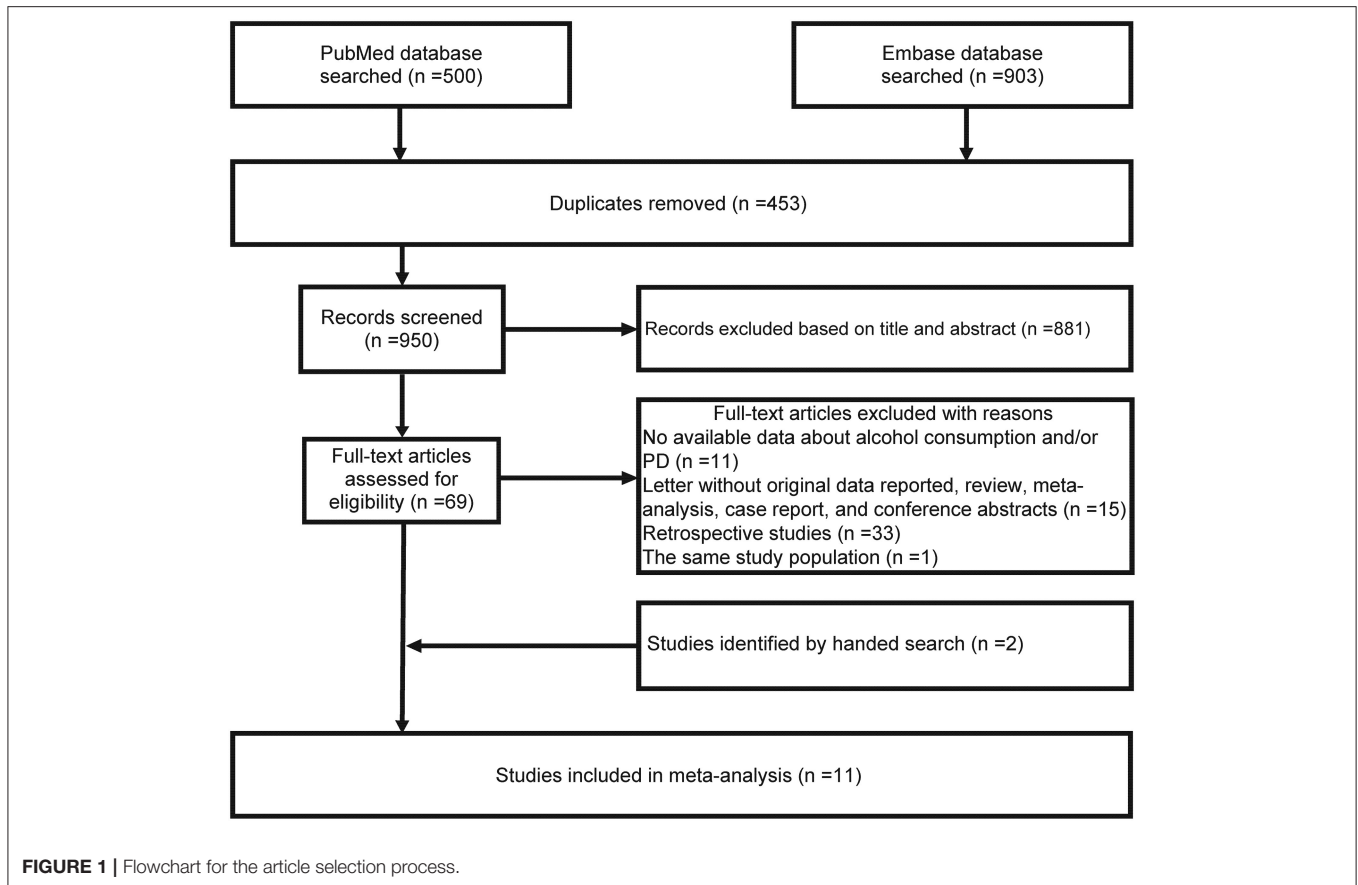 PubMed database
searched (n =500)
Embase database
searched (n =903)
Duplicates removed (n =453)
Records screened
(n =950)
Records excluded based on title and abstract (n =881)
Full-text articles
assessed for
eligibility (n =69)
Full-text articles excluded with reasons
No available data about alcohol consumption and/or
PD (n =11)
Letter without original data reported, review, meta-
analysis, case report, and conference abstracts (n =15)
Retrospective studies (n =33)
The same study population (n =1)
Studies identified by handed search (n =2)
Studies included in meta-analysis (n =11)
FIGURE 1 | Flowchart for the article selection process.